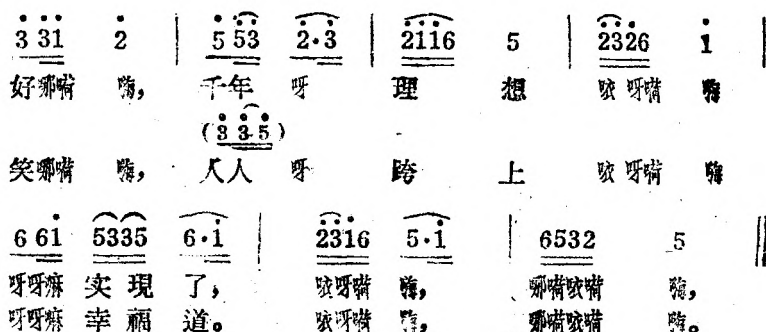 3 31 2 | 5 53 2·3 | 2116 5 | 2326 1 |
好哪嗬 嗨, 千年 呀 理 想 咳 呀嗬 嗨
(3 3 5)
笑哪嗬 嗨, 人人 呀 跨 上 咳 呀嗬 嗨
6 61 5335 6·1 | 2316 5·1 | 6532 5 ‖
呀呀嘛 实 現 了, 咳呀嗬 嗨, 哪嗬咳嗬 嗨,
呀呀嘛 幸 福 道。 咳呀嗬 嗨, 哪嗬咳嗬 嗨。